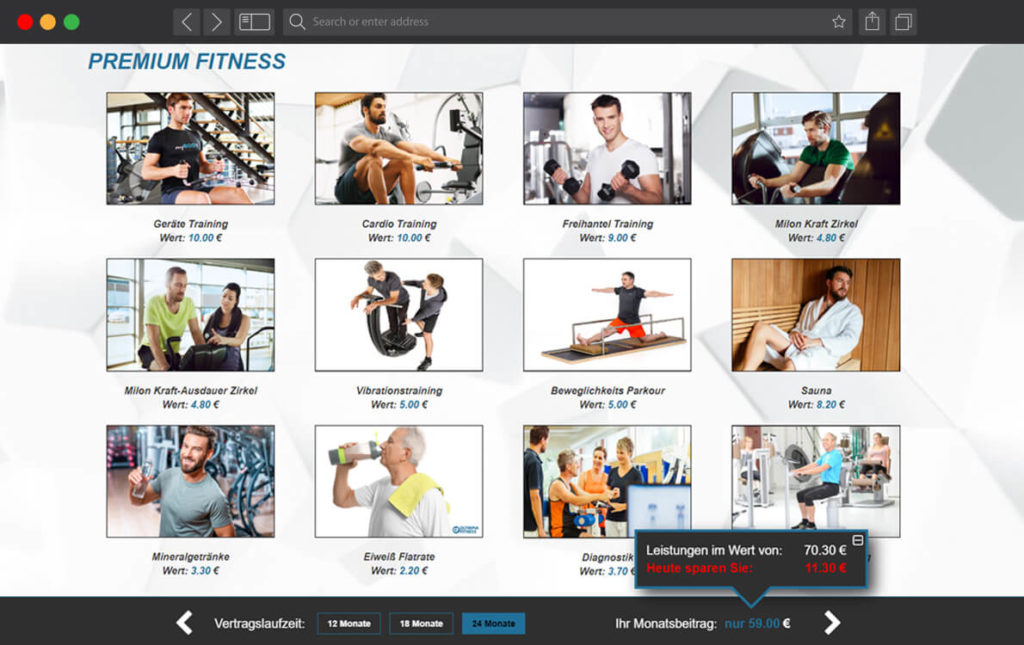 Search or enter address
PREMIUM FITNESS
Geräte Training
Wert: 10.00 €
Cardio Training
Wert: 10.00 €
Freihantel Training
Wert: 9.00 €
Milon Kraft Zirkel
Wert: 4.80 €
Milon Kraft-Ausdauer Zirkel
Wert: 4.80 €
Vibrationstraining
Wert: 5.00 €
Beweglichkeits Parkour
Wert: 5.00 €
Sauna
Wert: 8.20 €
OLYMPIA
FITNESS
Mineralgetränke
Wert: 3.30 €
Eiweiß Flatrate
Wert: 2.20 €
Diagnostik
Wert: 3.70 €
Leistungen im Wert von: 70.30 €
Heute sparen Sie: 11.30 €
Vertragslaufzeit: 12 Monate 18 Monate 24 Monate
Ihr Monatsbeitrag: nur 59.00 €